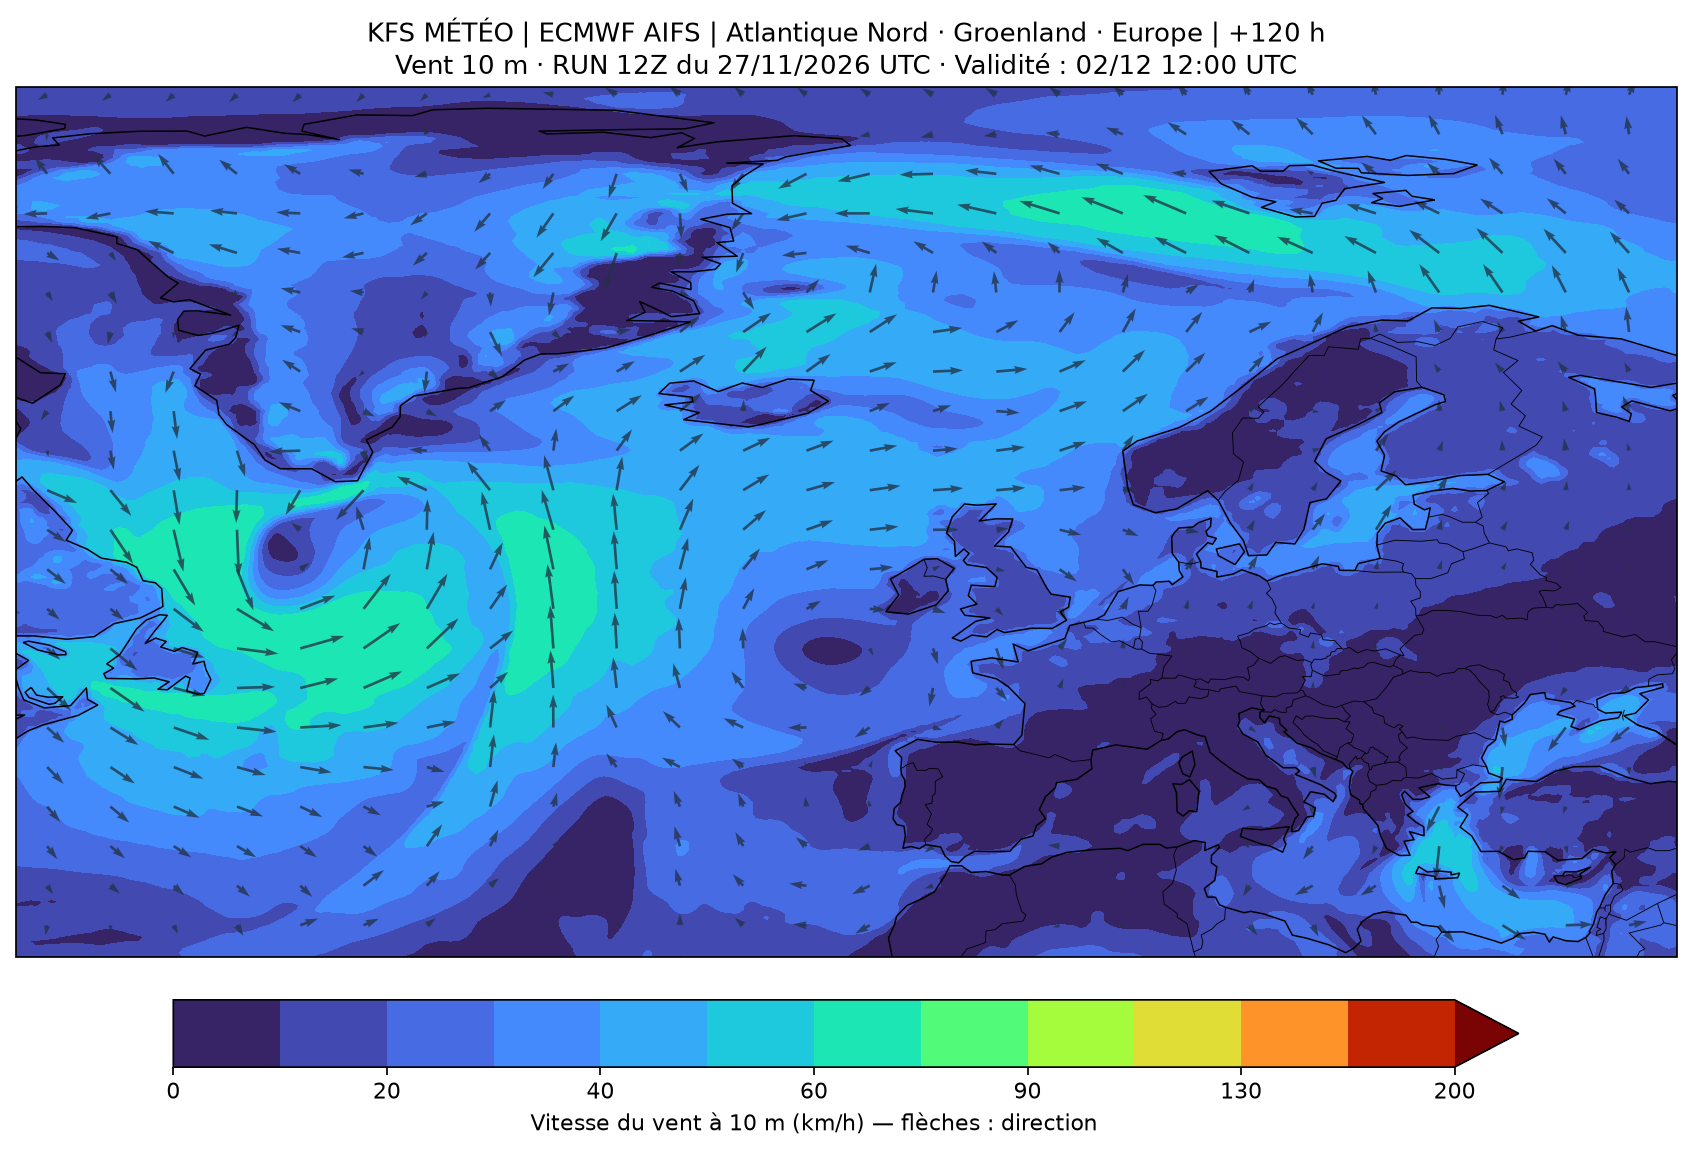 KFS MÉTÉO | ECMWF AIFS | Atlantique Nord · Groenland · Europe | +120 h
Vent 10 m · RUN 12Z du 27/11/2026 UTC · Validité : 02/12 12:00 UTC
0 20 40 60 90 130 200
Vitesse du vent à 10 m (km/h) — flèches : direction